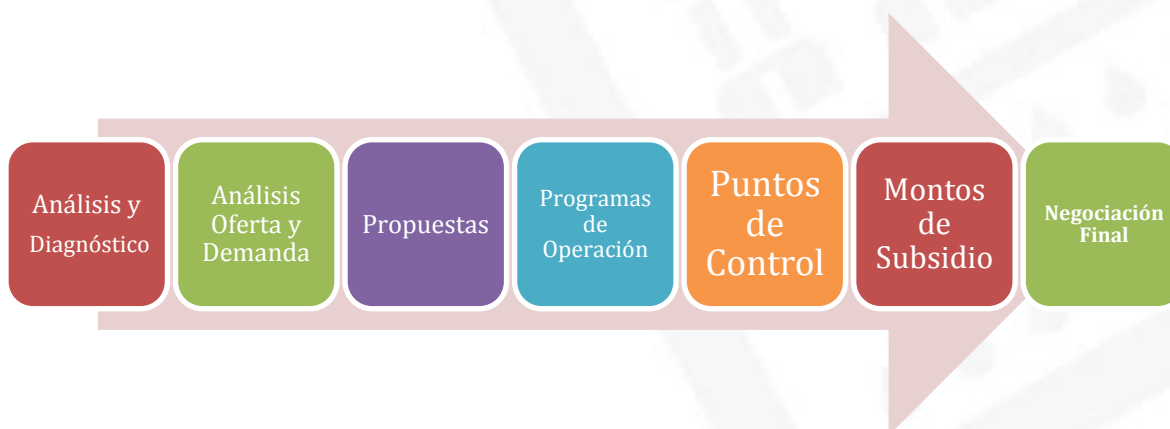 Análisis y
Diagnóstico
Análisis
Oferta y
Demanda
Propuestas
Programas
de
Operación
Puntos
de
Control
Montos
de
Subsidio
Negociación
Final